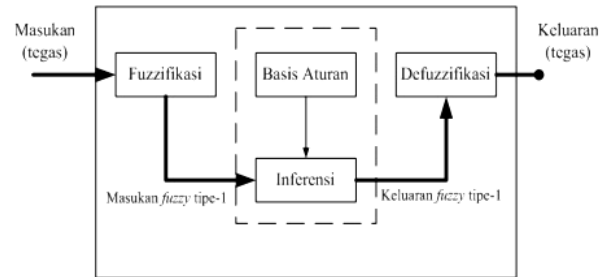 Masukan
(tegas)
Keluaran
(tegas)
Fuzzifikasi
Basis Aturan
Defuzzifikasi
Inferensi
Masukan fuzzy tipe-1
Keluaran fuzzy tipe-1